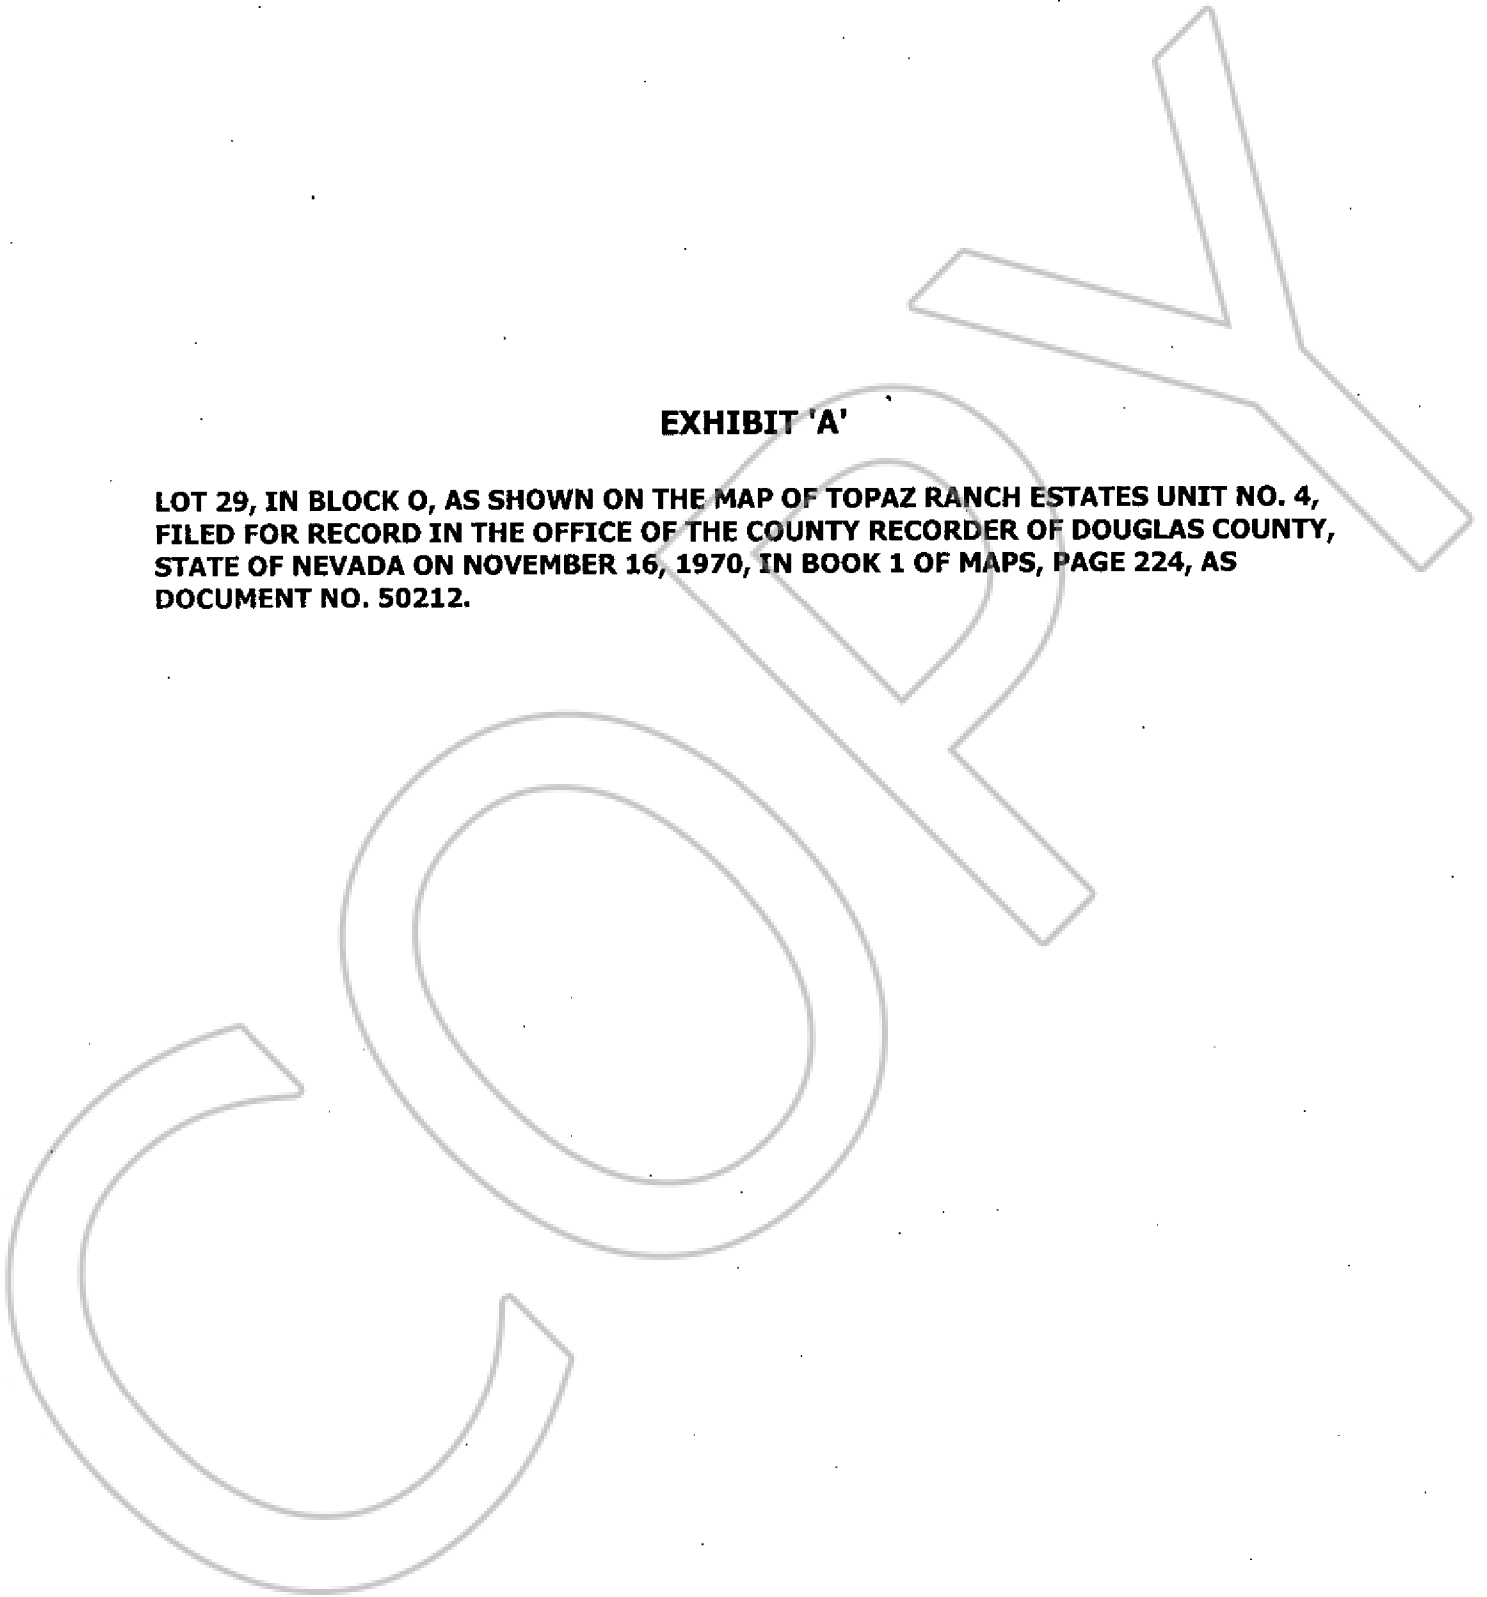 EXHIBIT 'A'
LOT 29, IN BLOCK O, AS SHOWN ON THE MAP OF TOPAZ RANCH ESTATES UNIT NO. 4,
FILED FOR RECORD IN THE OFFICE OF THE COUNTY RECORDER OF DOUGLAS COUNTY,
STATE OF NEVADA ON NOVEMBER 16, 1970, IN BOOK 1 OF MAPS, PAGE 224, AS
DOCUMENT NO. 50212.
COPY